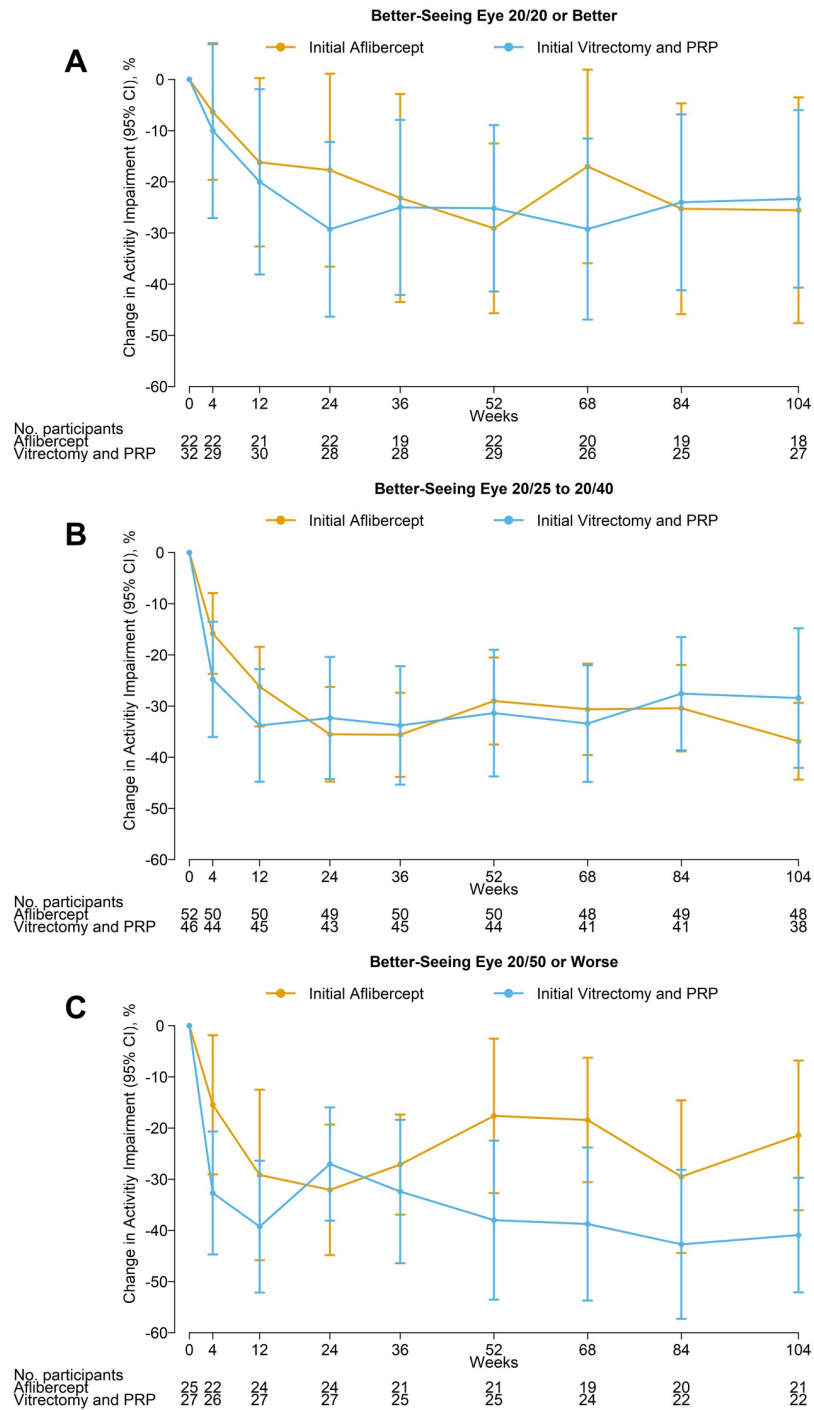 Better-Seeing Eye 20/20 or Better
A
Initial Aflibercept Initial Vitrectomy and PRP
Change in Activitiy Impairment (95% CI), %
0
-10
-20
-30
-40
-50
-60
0 4 12 24 36 52 68 84 104
Weeks
No. participants
Aflibercept 22 22 21 22 19 22 20 19 18
Vitrectomy and PRP 32 29 30 28 28 29 26 25 27
Better-Seeing Eye 20/25 to 20/40
B
Initial Aflibercept Initial Vitrectomy and PRP
Change in Activitiy Impairment (95% CI), %
0
-10
-20
-30
-40
-50
-60
0 4 12 24 36 52 68 84 104
Weeks
No. participants
Aflibercept 52 50 50 49 50 50 48 49 48
Vitrectomy and PRP 46 44 45 43 45 44 41 41 38
Better-Seeing Eye 20/50 or Worse
C
Initial Aflibercept Initial Vitrectomy and PRP
Change in Activitiy Impairment (95% CI), %
0
-10
-20
-30
-40
-50
-60
0 4 12 24 36 52 68 84 104
Weeks
No. participants
Aflibercept 25 22 24 24 21 21 19 20 21
Vitrectomy and PRP 27 26 27 27 25 25 24 22 22